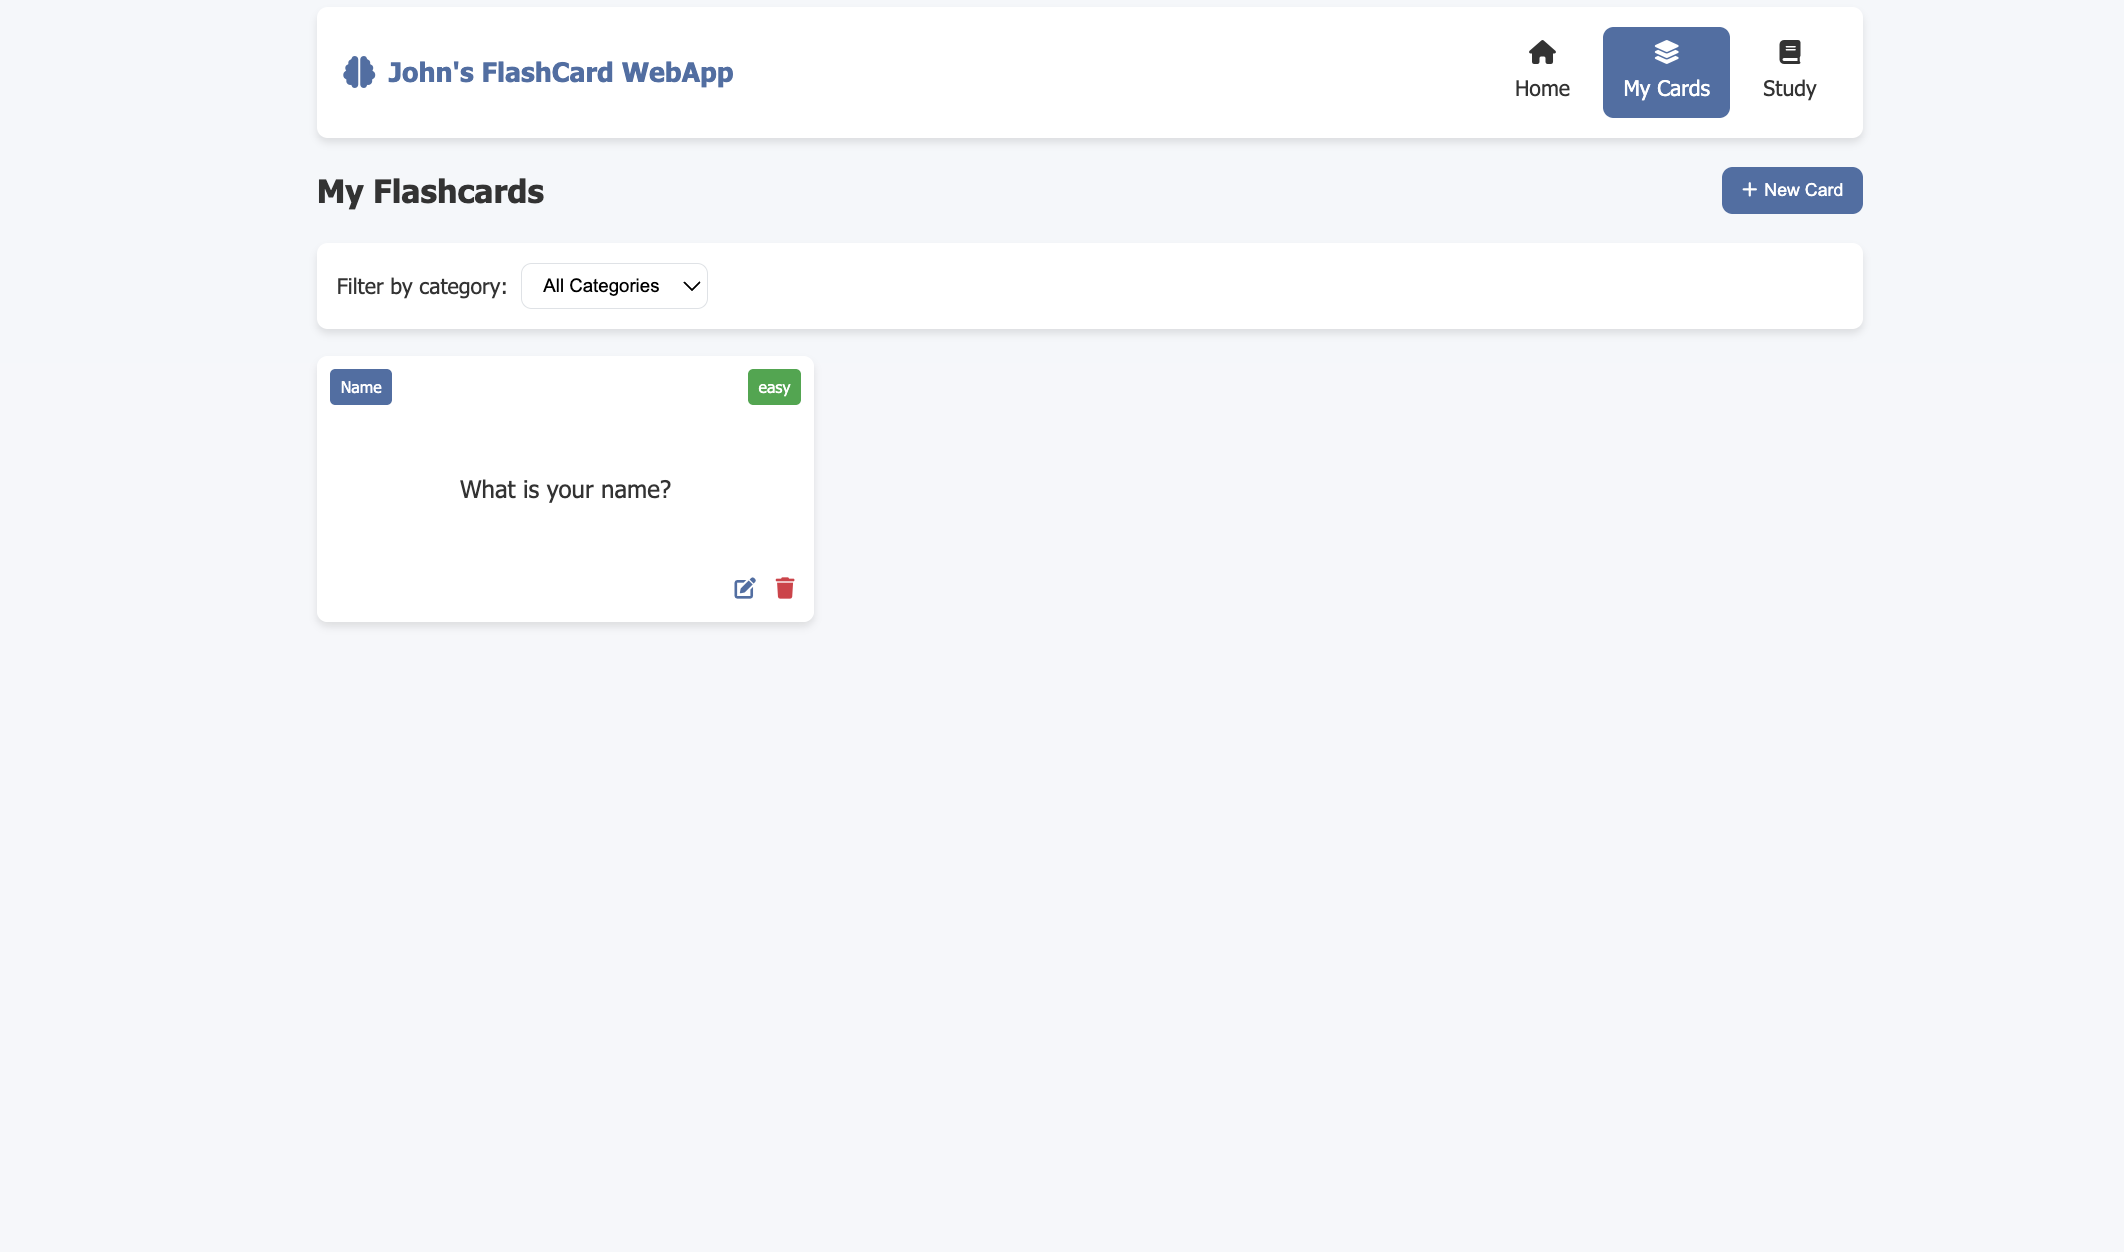 John's FlashCard WebApp
Home
My Cards
Study
My Flashcards
New Card
Filter by category:
All Categories
Name
easy
What is your name?